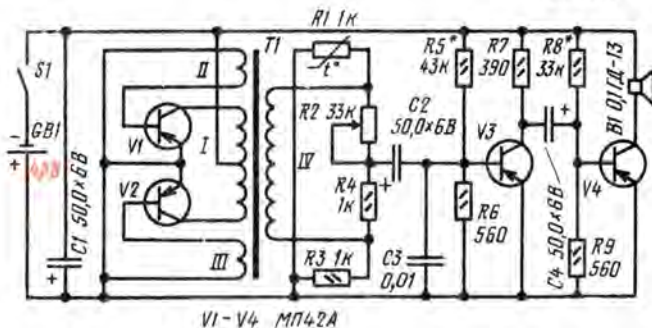 R1 1к
T1
t°
II
S1
GB1
4,5В
C1 50,0×6В
V1
V2
I
III
IV
R2 33к
R4
1к
R3 1к
C2
50,0×6В
C3
0,01
R5*
43к
R7
390
R8*
33к
V3
R6
560
C4 50,0×6В
V4
R9
560
B1 0,1ГД-13
V1-V4 МП42А